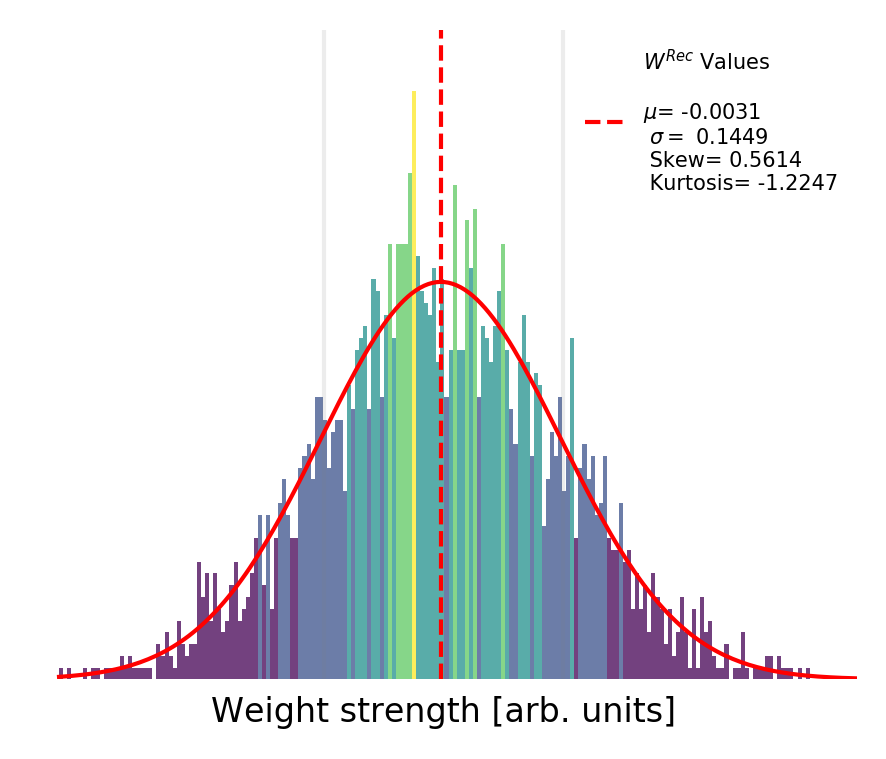 W^Rec Values
μ= -0.0031
σ = 0.1449
Skew= 0.5614
Kurtosis= -1.2247
Weight strength [arb. units]